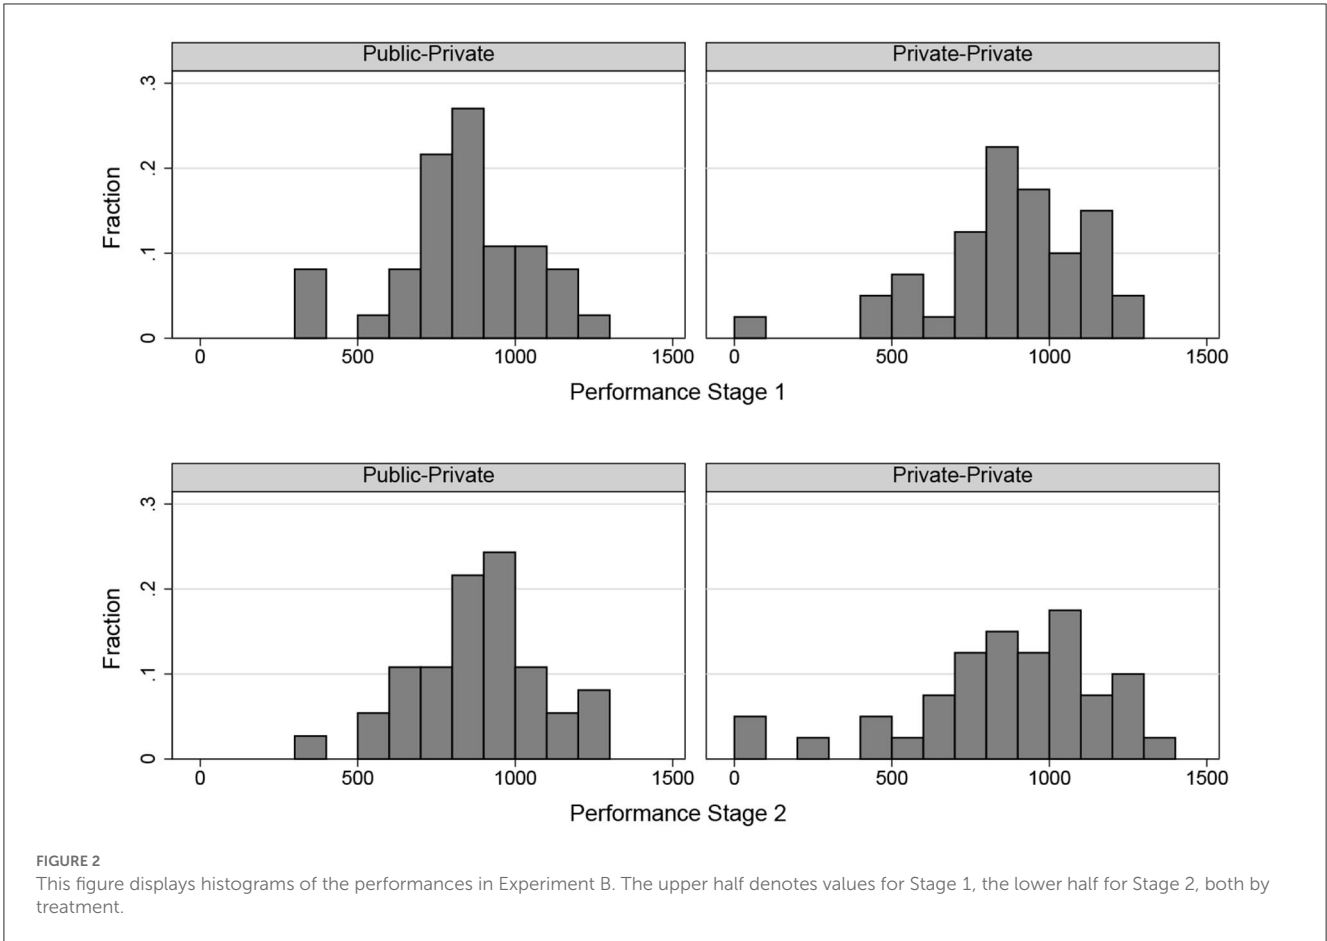 Public-Private
Private-Private
.3
.2
.1
0
Fraction
0 500 1000 1500
0 500 1000 1500
Performance Stage 1
Public-Private
Private-Private
.3
.2
.1
0
Fraction
0 500 1000 1500
0 500 1000 1500
Performance Stage 2
FIGURE 2
This figure displays histograms of the performances in Experiment B. The upper half denotes values for Stage 1, the lower half for Stage 2, both by
treatment.